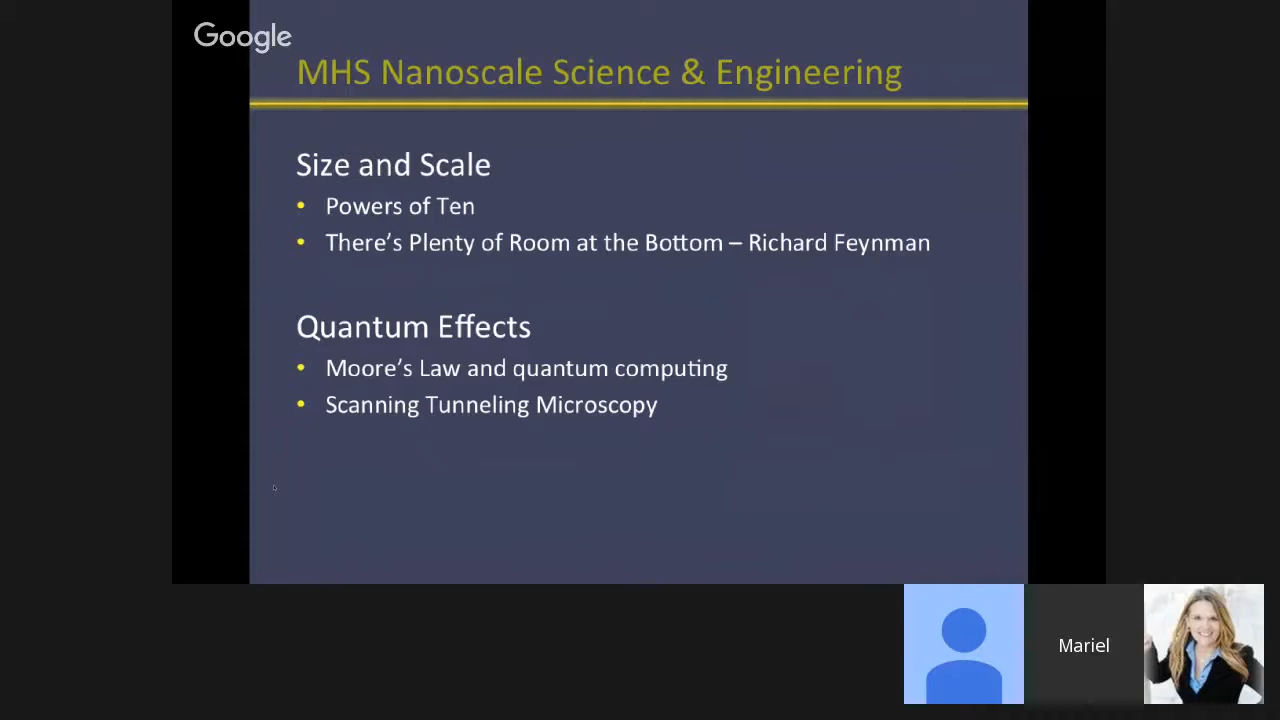 Google
MHS Nanoscale Science & Engineering
Size and Scale
• Powers of Ten
• There’s Plenty of Room at the Bottom – Richard Feynman
Quantum Effects
• Moore’s Law and quantum computing
• Scanning Tunneling Microscopy
Mariel